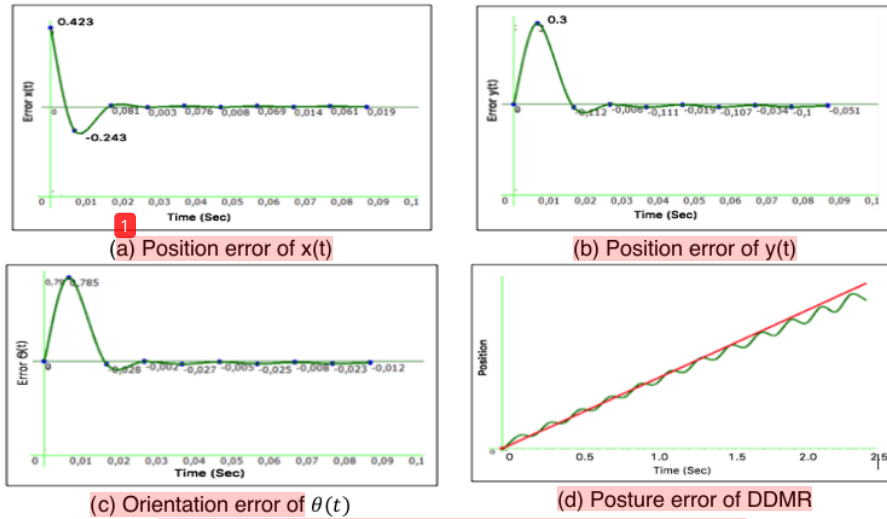 0.423
Error x(t)
0 0,081 0,003 0,076 0,008 0,069 0,014 0,061 0,019
-0.243
0 0,01 0,02 0,03 0,04 0,05 0,06 0,07 0,08 0,09 0,1
Time (Sec)
1
(a) Position error of x(t)
0.3
Error y(t)
0 -0,112 -0,006 -0,111 -0,019 -0,107 -0,034 -0,1 -0,051
0 0,01 0,02 0,03 0,04 0,05 0,06 0,07 0,08 0,09 0,1
Time (Sec)
(b) Position error of y(t)
0,785
Error θ(t)
0 -0,028 -0,002 -0,027 -0,005 -0,025 -0,008 -0,023 -0,012
0 0,01 0,02 0,03 0,04 0,05 0,06 0,07 0,08 0,09 0,1
Time (Sec)
(c) Orientation error of θ(t)
Position
0
0 0.5 1.0 1.5 2.0
Time (Sec)
(d) Posture error of DDMR